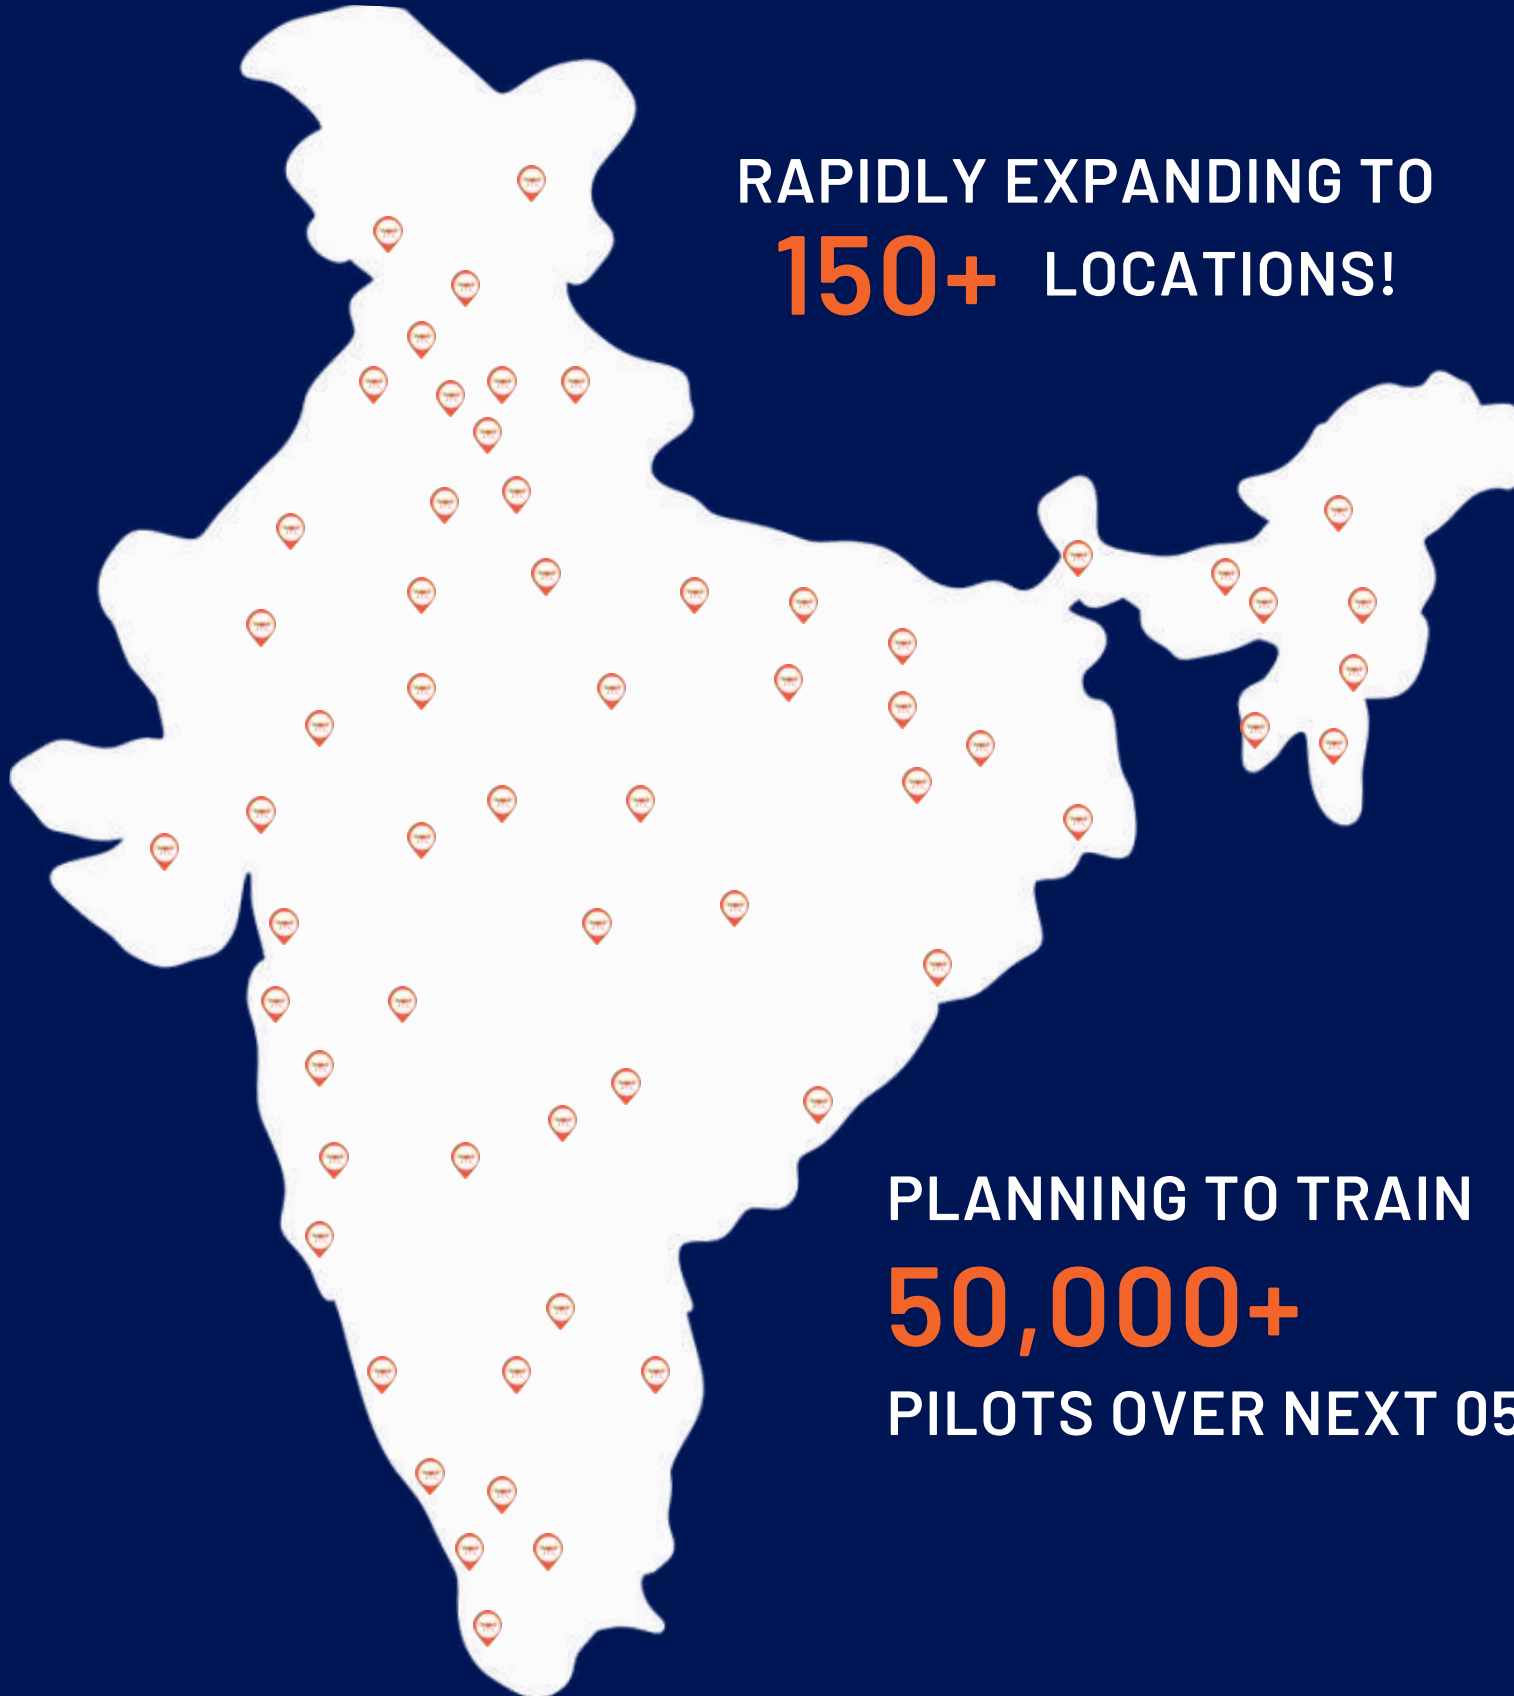 RAPIDLY EXPANDING TO
150+ LOCATIONS!
PLANNING TO TRAIN
50,000+
PILOTS OVER NEXT 05